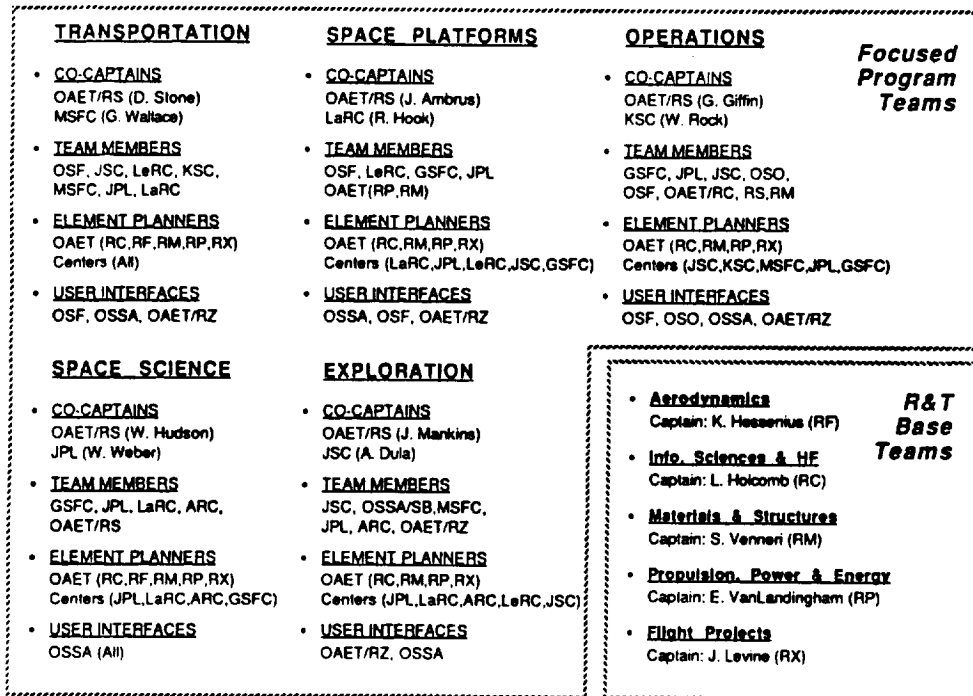 TRANSPORTATION
• CO-CAPTAINS
OAET/RS (D. Stone)
MSFC (G. Wallace)
• TEAM MEMBERS
OSF, JSC, LeRC, KSC,
MSFC, JPL, LaRC
• ELEMENT PLANNERS
OAET (RC,RF,RM,RP,RX)
Centers (All)
• USER INTERFACES
OSF, OSSA, OAET/RZ
SPACE PLATFORMS
• CO-CAPTAINS
OAET/RS (J. Ambrus)
LaRC (R. Hook)
• TEAM MEMBERS
OSF, LeRC, GSFC, JPL
OAET(RP,RM)
• ELEMENT PLANNERS
OAET (RC,RM,RP,RX)
Centers (LaRC,JPL,LeRC,JSC,GSFC)
• USER INTERFACES
OSSA, OSF, OAET/RZ
OPERATIONS
• CO-CAPTAINS
OAET/RS (G. Giffin)
KSC (W. Rock)
• TEAM MEMBERS
GSFC, JPL, JSC, OSO,
OSF, OAET/RC, RS,RM
• ELEMENT PLANNERS
OAET (RC,RM,RP,RX)
Centers (JSC,KSC,MSFC,JPL,GSFC)
• USER INTERFACES
OSF, OSO, OSSA, OAET/RZ
Focused
Program
Teams
SPACE SCIENCE
• CO-CAPTAINS
OAET/RS (W. Hudson)
JPL (W. Weber)
• TEAM MEMBERS
GSFC, JPL, LaRC, ARC,
OAET/RS
• ELEMENT PLANNERS
OAET (RC,RF,RM,RP,RX)
Centers (JPL,LaRC,ARC,GSFC)
• USER INTERFACES
OSSA (All)
EXPLORATION
• CO-CAPTAINS
OAET/RS (J. Mankins)
JSC (A. Dula)
• TEAM MEMBERS
JSC, OSSA/SB,MSFC,
JPL, ARC, OAET/RZ
• ELEMENT PLANNERS
OAET (RC,RM,RP,RX)
Centers (JPL,LaRC,ARC,LeRC,JSC)
• USER INTERFACES
OAET/RZ, OSSA
• Aerodynamics
Captain: K. Hessenius (RF)
• Info. Sciences & HF
Captain: L. Holcomb (RC)
• Materials & Structures
Captain: S. Venneri (RM)
• Propulsion, Power & Energy
Captain: E. VanLandingham (RP)
• Flight Projects
Captain: J. Levine (RX)
R&T
Base
Teams